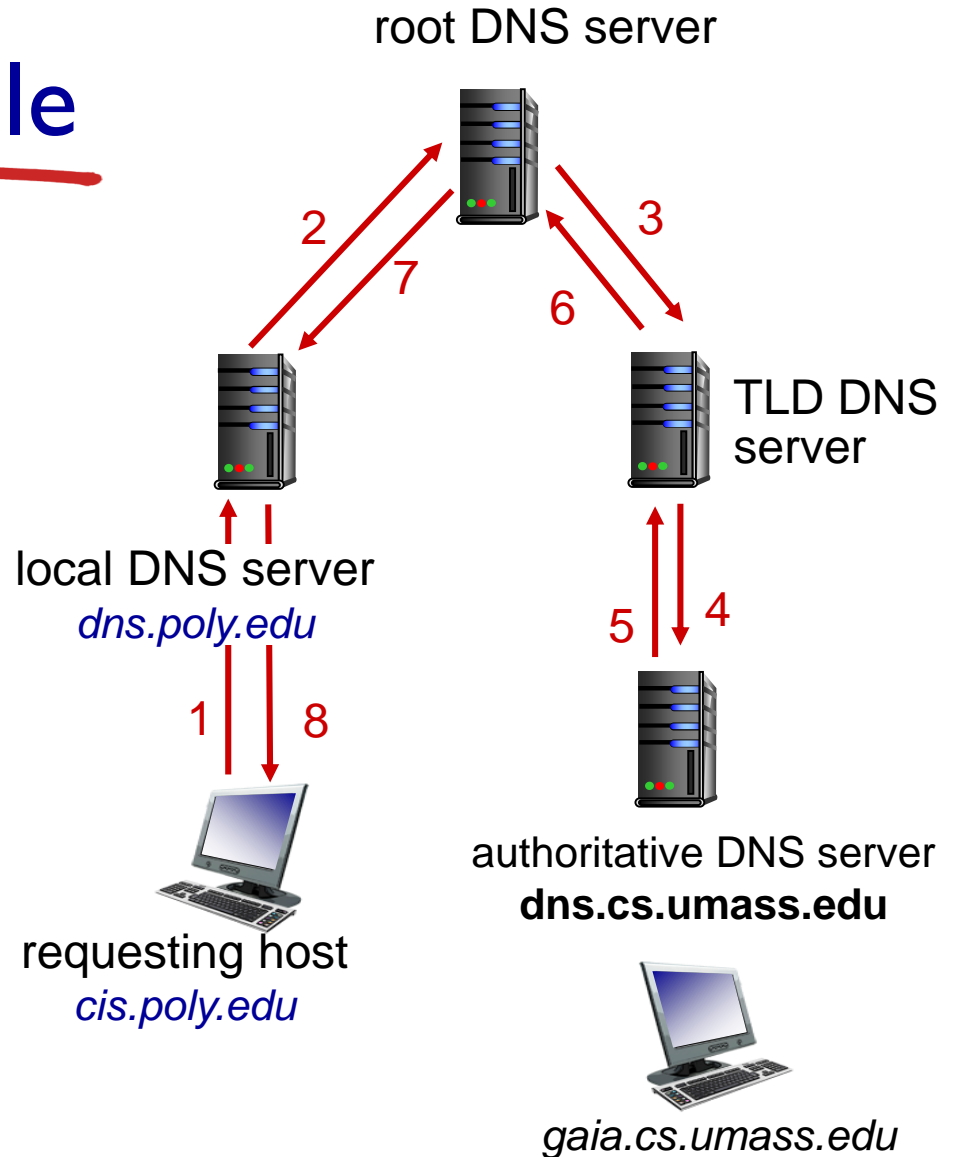 root DNS server
le
2
3
7
6
TLD DNS
server
local DNS server
dns.poly.edu
5
4
1
8
authoritative DNS server
dns.cs.umass.edu
requesting host
cis.poly.edu
gaia.cs.umass.edu